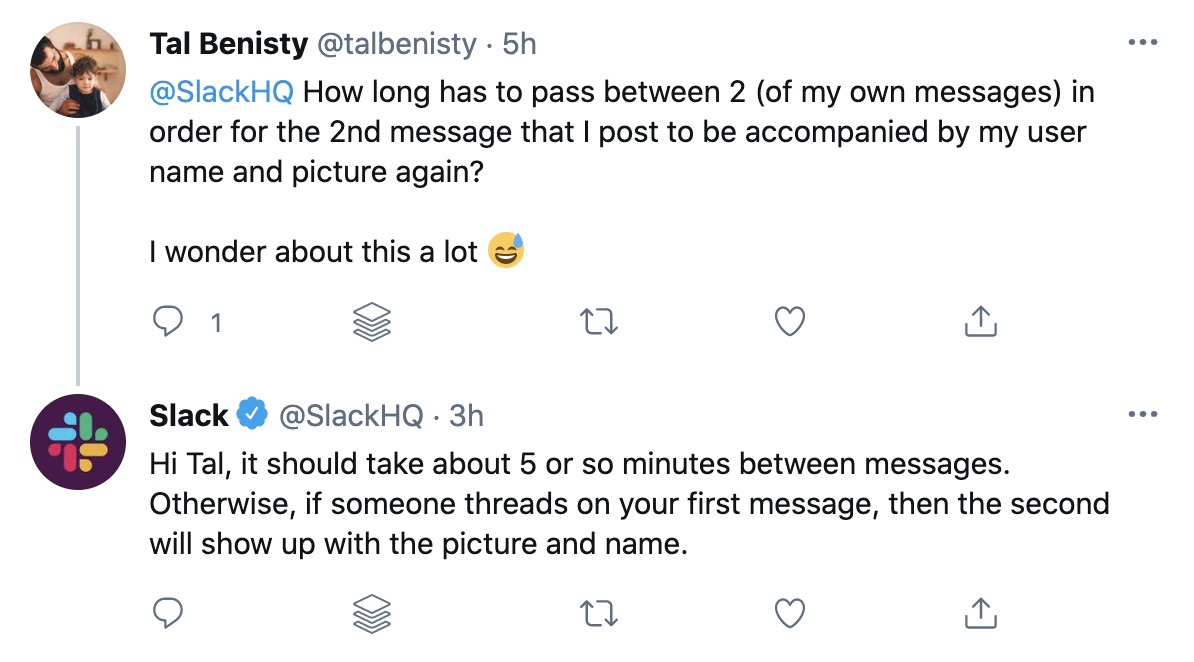 Tal Benisty @talbenisty · 5h
@SlackHQ How long has to pass between 2 (of my own messages) in
order for the 2nd message that I post to be accompanied by my user
name and picture again?
I wonder about this a lot 😅
1
Slack @SlackHQ · 3h
Hi Tal, it should take about 5 or so minutes between messages.
Otherwise, if someone threads on your first message, then the second
will show up with the picture and name.